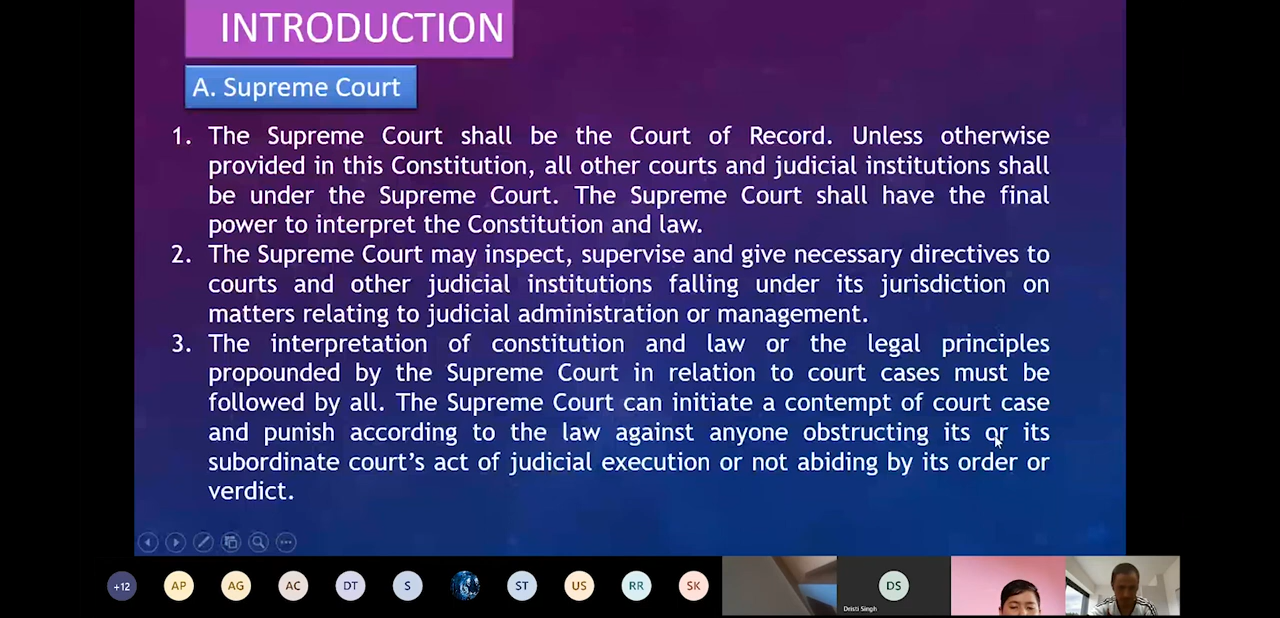 INTRODUCTION
A. Supreme Court
1. The Supreme Court shall be the Court of Record. Unless otherwise
provided in this Constitution, all other courts and judicial institutions shall
be under the Supreme Court. The Supreme Court shall have the final
power to interpret the Constitution and law.
2. The Supreme Court may inspect, supervise and give necessary directives to
courts and other judicial institutions falling under its jurisdiction on
matters relating to judicial administration or management.
3. The interpretation of constitution and law or the legal principles
propounded by the Supreme Court in relation to court cases must be
followed by all. The Supreme Court can initiate a contempt of court case
and punish according to the law against anyone obstructing its or its
subordinate court’s act of judicial execution or not abiding by its order or
verdict.
+12 AP AG AC DT S ST US RR SK DS
Deisti Singh